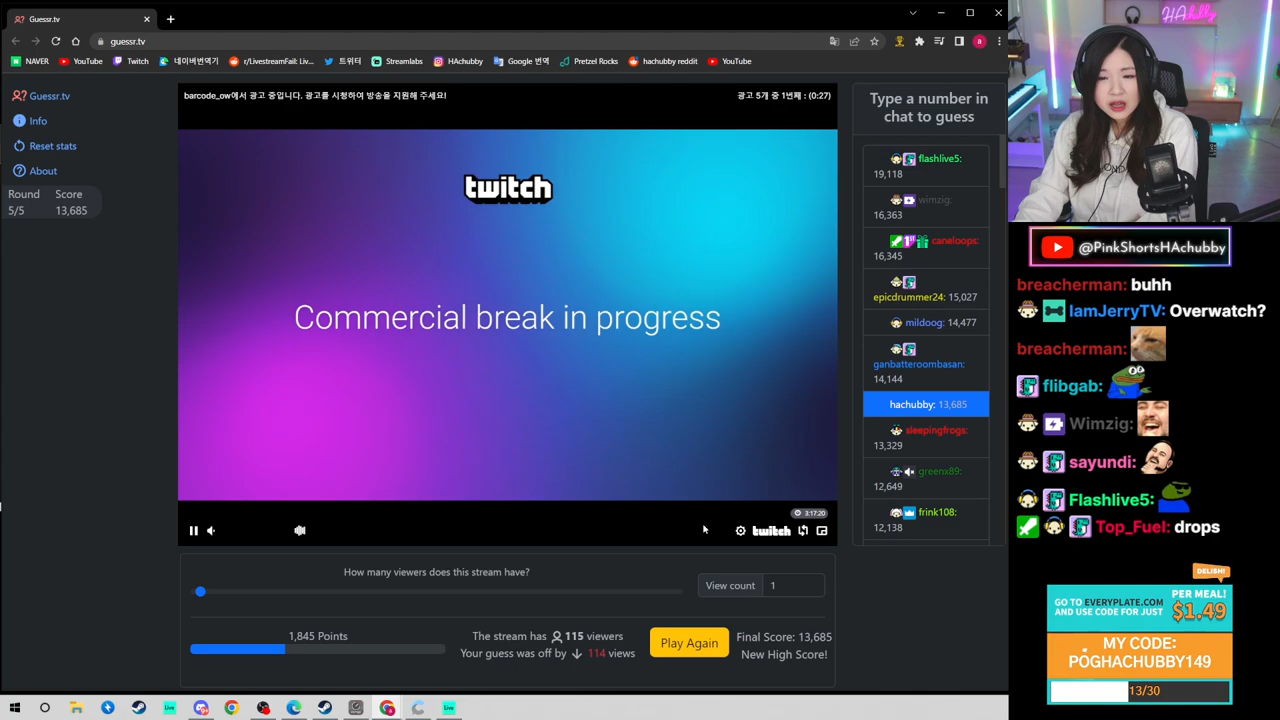 Guessr.tv
guessr.tv
NAVER
YouTube
Twitch
네이버번역기
r/LivestreamFail: Liv...
트위터
Streamlabs
HAchubby
Google 번역
Pretzel Rocks
hachubby reddit
YouTube
Guessr.tv
Info
Reset stats
About
Round Score
5/5 13,685
barcode_ow에서 광고 중입니다. 광고를 시청하여 방송을 지원해 주세요!
광고 5개 중 1번째 : (0:27)
twitch
Commercial break in progress
3:17:20
twitch
How many viewers does this stream have?
View count 1
1,845 Points
The stream has 115 viewers
Your guess was off by 114 views
Play Again
Final Score: 13,685
New High Score!
Type a number in
chat to guess
flashlive5:
19,118
wimzig:
16,363
caneloops:
16,345
epicdrummer24: 15,027
mildoog: 14,477
ganbatteroombasan:
14,144
hachubby: 13,685
sleepingfrogs:
13,329
greenx89:
12,649
frink108:
12,138
HAchubby
@PinkShortsHAchubby
breacherman: buhh
IamJerryTV: Overwatch?
breacherman:
flibgab:
Wimzig:
sayundi:
Flashlive5:
Top_Fuel: drops
DELISH!
GO TO EVERYPLATE.COM
AND USE CODE FOR JUST
PER MEAL!
$1.49
MY CODE:
POGHACHUBBY149
13/30